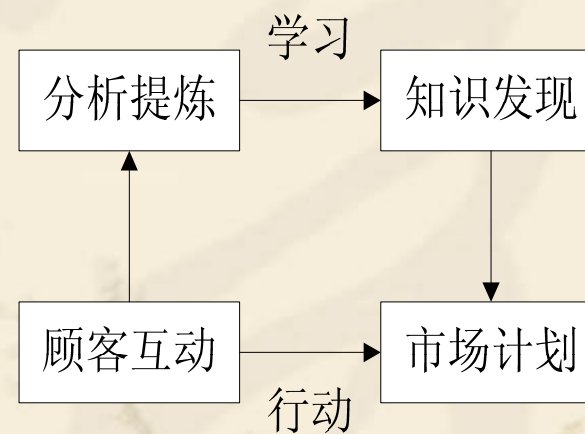 学习
分析提炼
知识发现
顾客互动
市场计划
行动